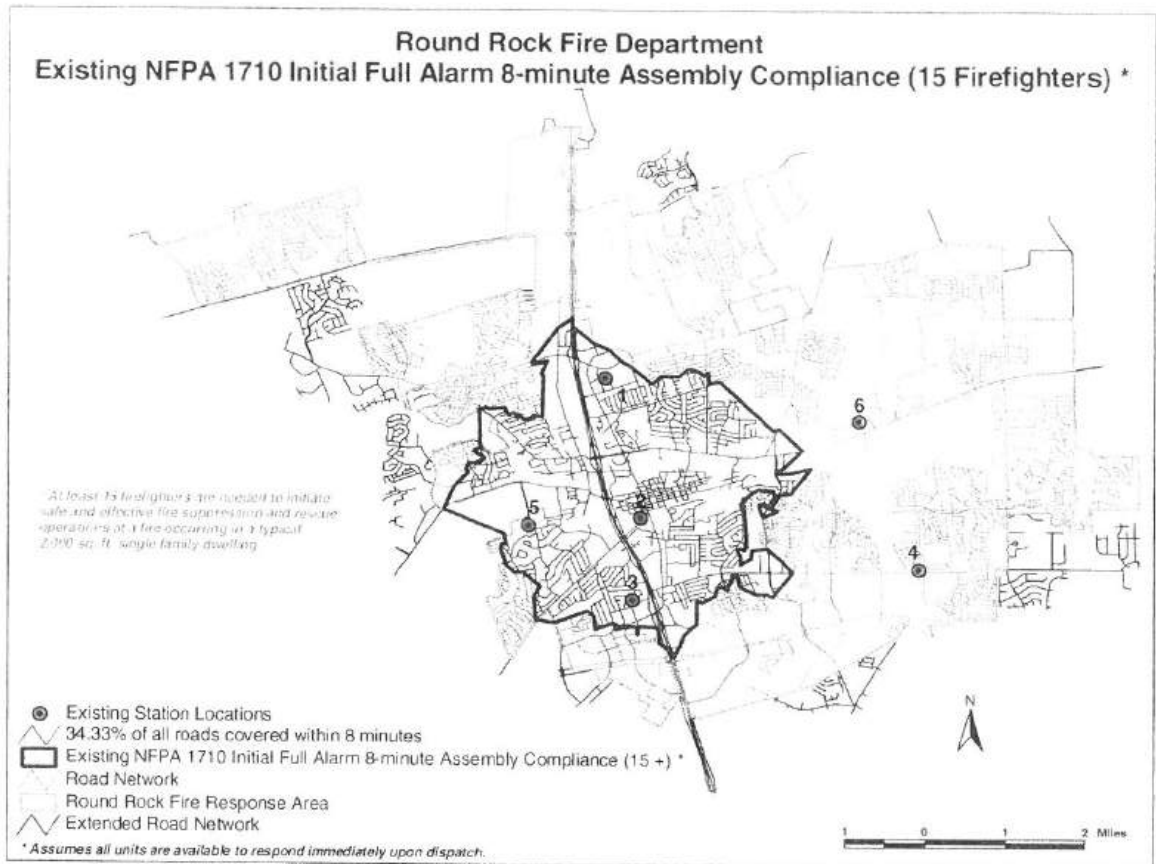 Round Rock Fire Department
Existing NFPA 1710 Initial Full Alarm 8-minute Assembly Compliance (15 Firefighters) *
1
6
5
2
4
3
At least 15 firefighters are needed to initiate
safe and effective fire suppression and rescue
operations at a fire occurring in a typical
2,000 sq. ft. single family dwelling
N
Existing Station Locations
34.33% of all roads covered within 8 minutes
Existing NFPA 1710 Initial Full Alarm 8-minute Assembly Compliance (15 +) *
Road Network
Round Rock Fire Response Area
Extended Road Network
1 0 1 2 Miles
* Assumes all units are available to respond immediately upon dispatch.